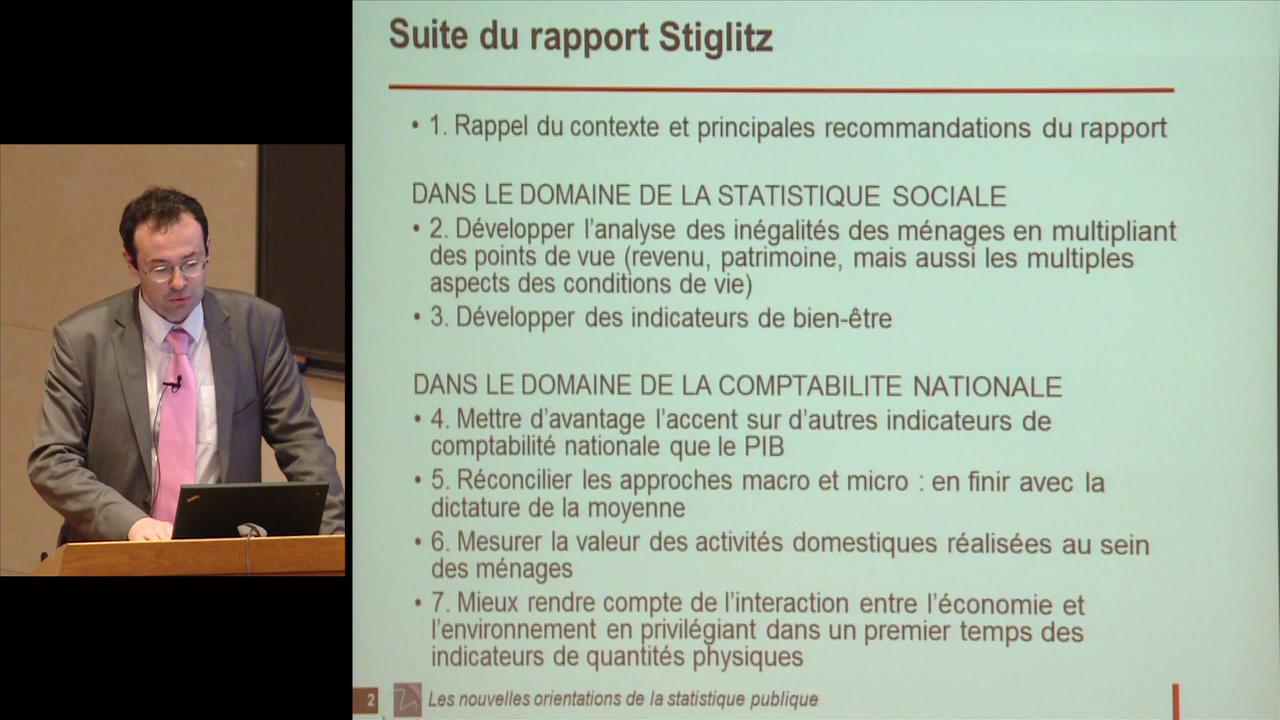 Suite du rapport Stiglitz
• 1. Rappel du contexte et principales recommandations du rapport
DANS LE DOMAINE DE LA STATISTIQUE SOCIALE
• 2. Développer l'analyse des inégalités des ménages en multipliant
des points de vue (revenu, patrimoine, mais aussi les multiples
aspects des conditions de vie)
• 3. Développer des indicateurs de bien-être
DANS LE DOMAINE DE LA COMPTABILITE NATIONALE
• 4. Mettre d'avantage l'accent sur d'autres indicateurs de
comptabilité nationale que le PIB
• 5. Réconcilier les approches macro et micro : en finir avec la
dictature de la moyenne
• 6. Mesurer la valeur des activités domestiques réalisées au sein
des ménages
• 7. Mieux rendre compte de l'interaction entre l'économie et
l'environnement en privilégiant dans un premier temps des
indicateurs de quantités physiques
2 Les nouvelles orientations de la statistique publique